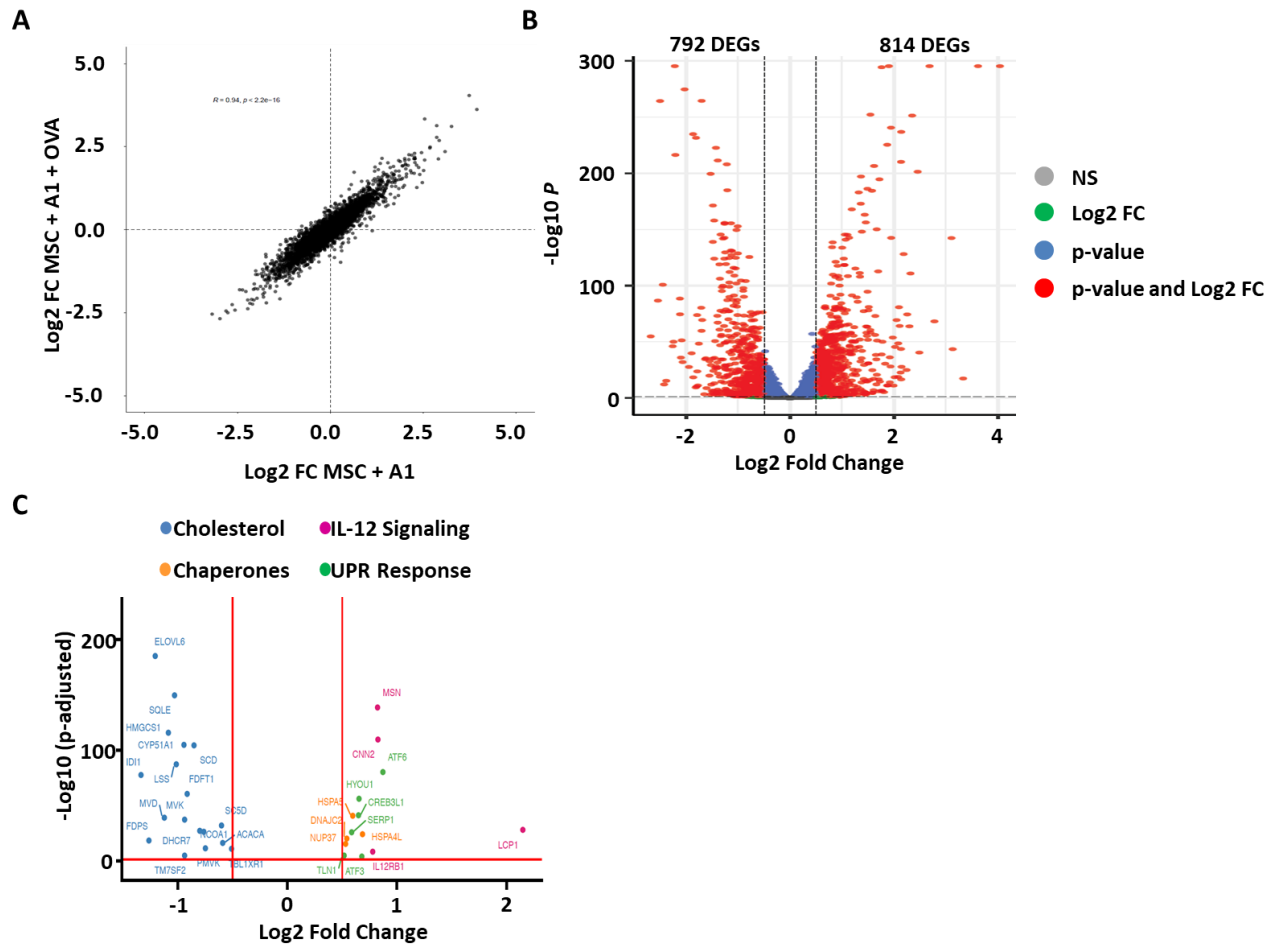 A
B
5.0
2.5
0.0
-2.5
-5.0
Log2 FC MSC + A1 + OVA
R = 0.94, p < 2.2e−16
-5.0 -2.5 0.0 2.5 5.0
Log2 FC MSC + A1
792 DEGs 814 DEGs
300
200
100
0
-Log10 P
-2 0 2 4
Log2 Fold Change
NS
Log2 FC
p-value
p-value and Log2 FC
C
Cholesterol IL-12 Signaling
Chaperones UPR Response
200
100
0
-Log10 (p-adjusted)
ELOVL6
SQLE
HMGCS1
CYP51A1
SCD
IDI1
LSS
FDFT1
MVD
MVK
SC5D
FDPS
DHCR7
NCOA1
ACACA
TM7SF2
PMVK
TBL1XR1
MSN
CNN2
ATF6
HYOU1
HSPA5
CREB3L1
DNAJC2
SERP1
NUP37
HSPA4L
LCP1
TLN1
ATF3
IL12RB1
-1 0 1 2
Log2 Fold Change